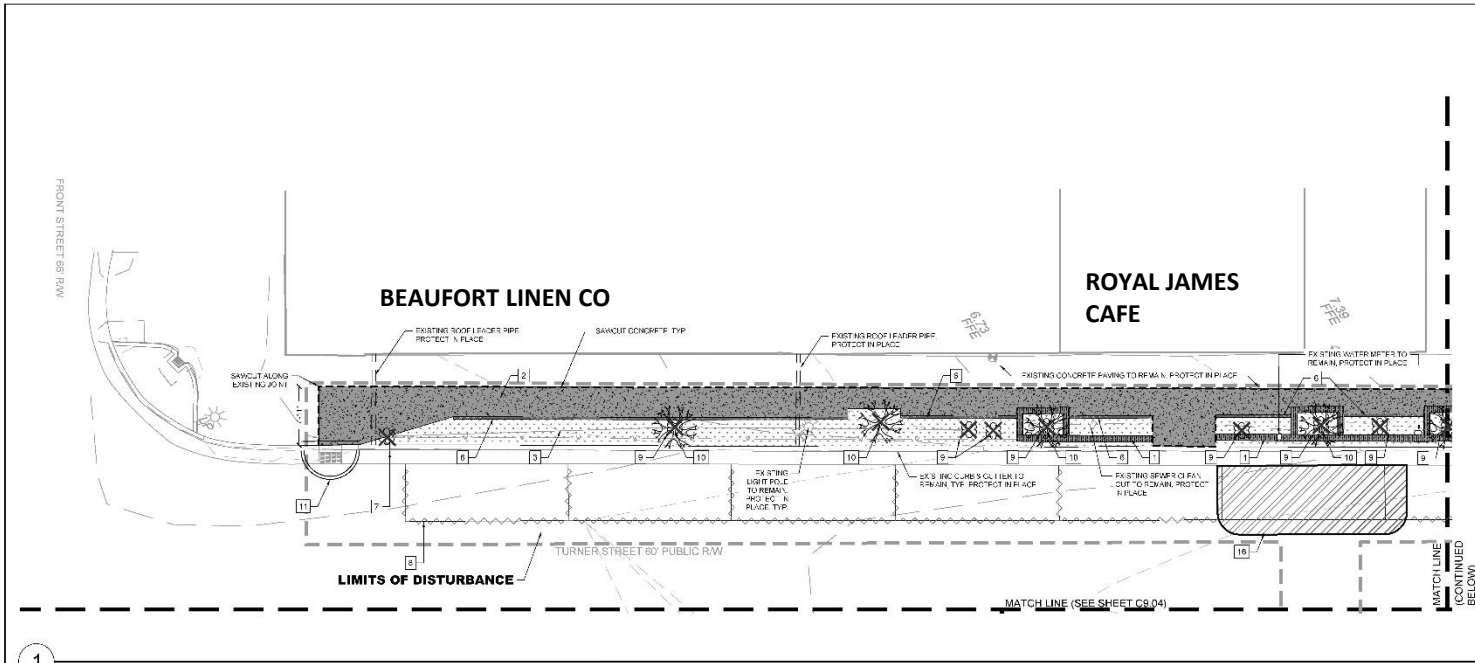 FRONT STREET 66' R/W
BEAUFORT LINEN CO
ROYAL JAMES
CAFE
6.73
FFE
7.39
FFE
EXISTING ROOF LEADER PIPE,
PROTECT IN PLACE
SAWCUT CONCRETE, TYP
EXISTING ROOF LEADER PIPE,
PROTECT IN PLACE
EXISTING WATER METER TO
REMAIN, PROTECT IN PLACE
SAWCUT ALONG
EXISTING JOINT
2
EXISTING CONCRETE PAVING TO REMAIN, PROTECT IN PLACE
6
6
6
3
9
10
10
9
9
10
6
1
9
1
9
10
9
9
EXISTING
LIGHT POLE
TO REMAIN,
PROTECT IN
PLACE, TYP.
EXISTING CURB & GUTTER TO
REMAIN, TYP. PROTECT IN PLACE
EXISTING SEWER CLEAN
OUT TO REMAIN, PROTECT
IN PLACE
11
7
8
16
TURNER STREET 60' PUBLIC R/W
LIMITS OF DISTURBANCE
MATCH LINE (SEE SHEET C9.04)
MATCH LINE
(CONTINUED
BELOW)
1